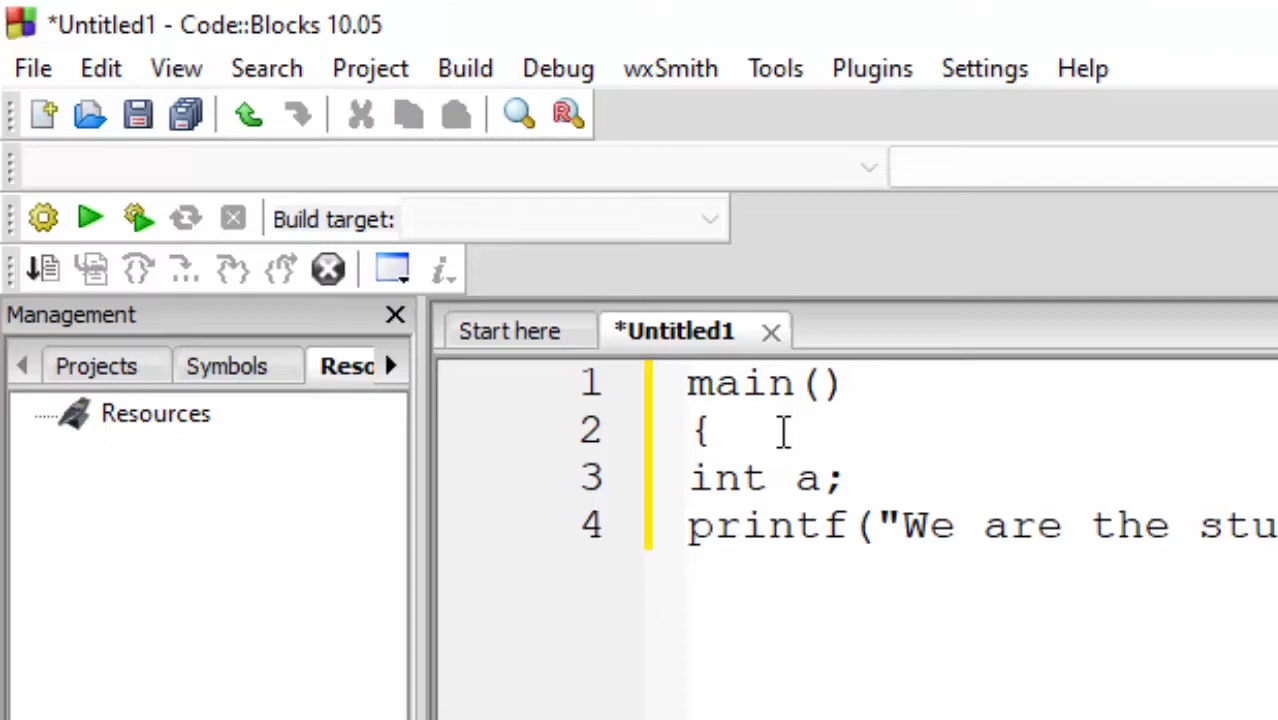 *Untitled1 - Code::Blocks 10.05
File Edit View Search Project Build Debug wxSmith Tools Plugins Settings Help
Build target:
Management
Start here *Untitled1
Projects Symbols Reso
Resources
1 main()
2 {
3 int a;
4 printf("We are the stu